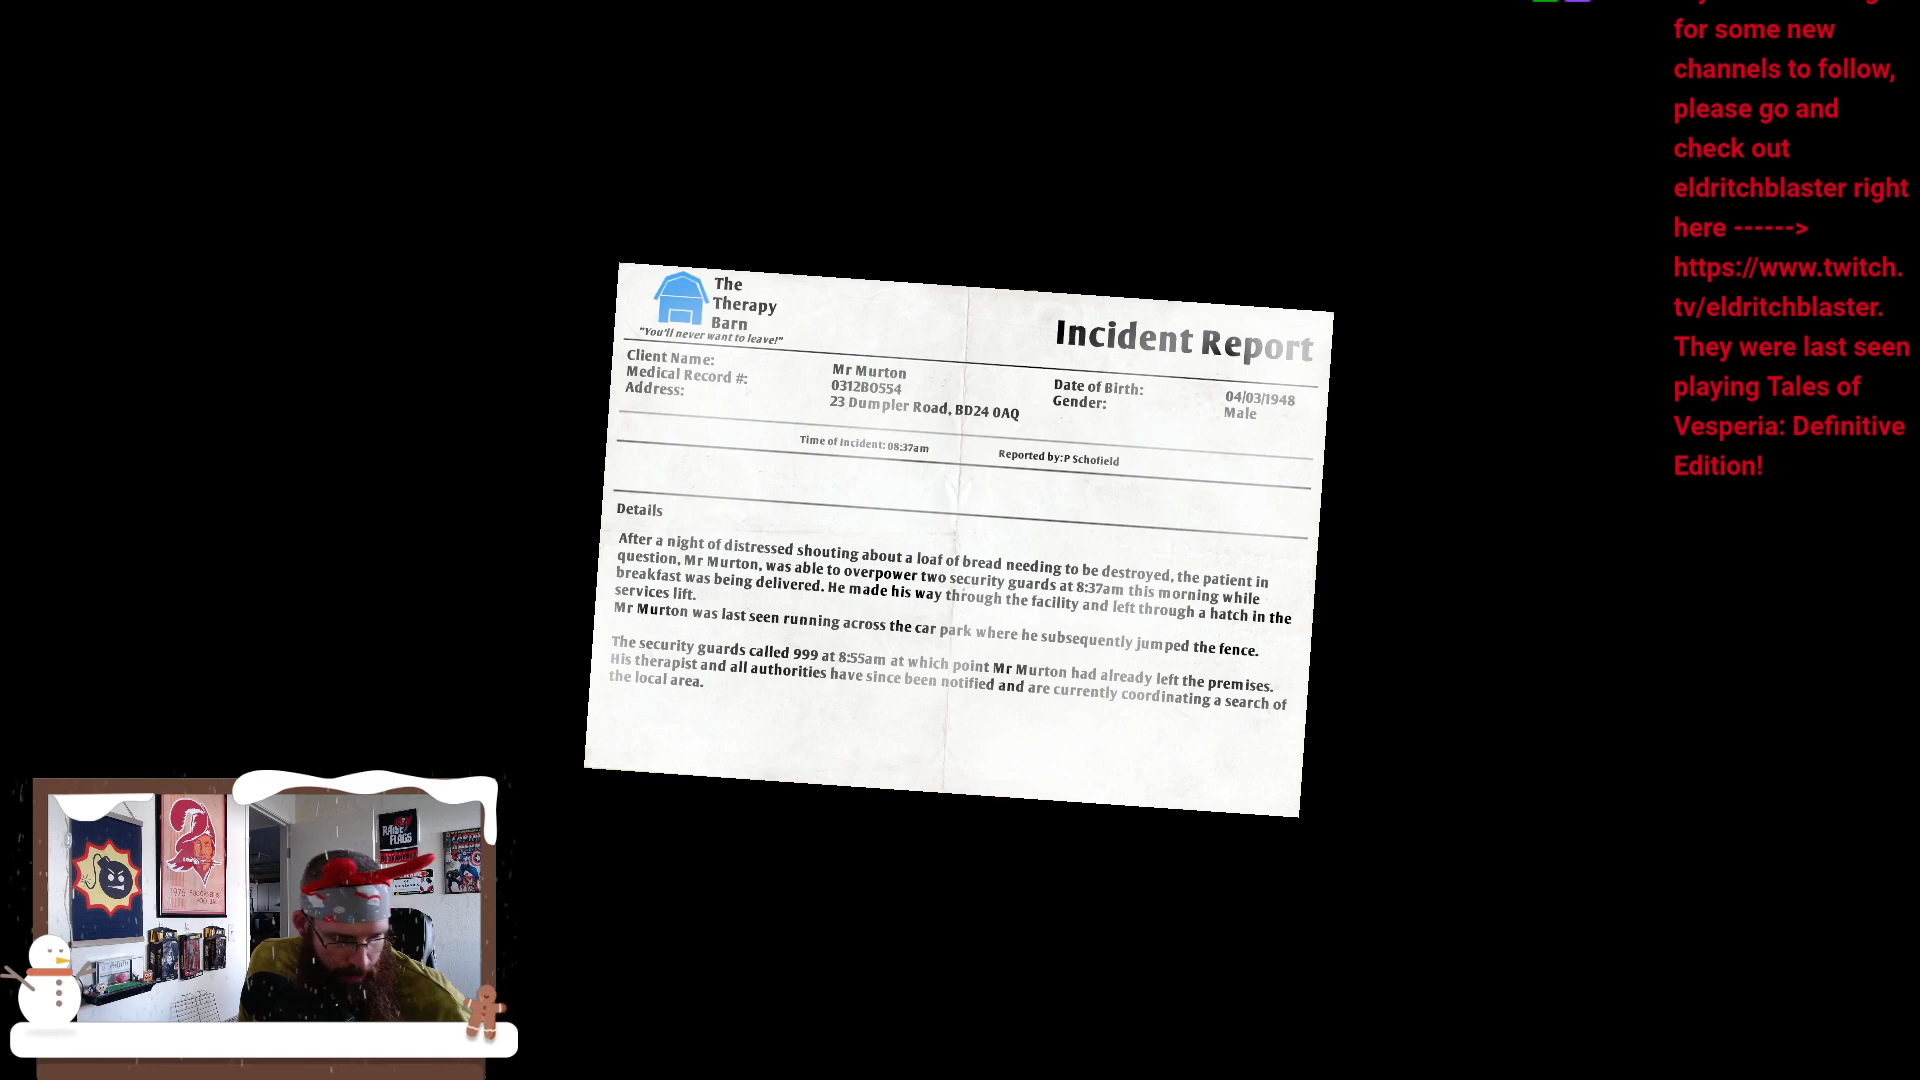 The
Therapy
Barn
"You'll never want to leave!"
Incident Report
Client Name:
Mr Murton
Date of Birth:
04/03/1948
Medical Record #:
0312BO554
Gender:
Male
Address:
23 Dumpler Road, BD24 0AQ
Time of Incident: 08:37am
Reported by:P Schofield
Details
After a night of distressed shouting about a loaf of bread needing to be destroyed, the patient in
question, Mr Murton, was able to overpower two security guards at 8:37am this morning while
breakfast was being delivered. He made his way through the facility and left through a hatch in the
services lift.
Mr Murton was last seen running across the car park where he subsequently jumped the fence.
The security guards called 999 at 8:55am at which point Mr Murton had already left the premises.
His therapist and all authorities have since been notified and are currently coordinating a search of
the local area.
for some new
channels to follow,
please go and
check out
eldritchblaster right
here ------>
https://www.twitch.
tv/eldritchblaster.
They were last seen
playing Tales of
Vesperia: Definitive
Edition!
RAISE
FLAGS
1976